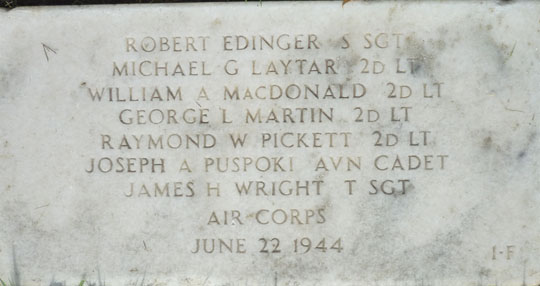 ROBERT EDINGER S SGT
MICHAEL G LAYTAR 2D LT
WILLIAM A MACDONALD 2D LT
GEORGE L MARTIN 2D LT
RAYMOND W PICKETT 2D LT
JOSEPH A PUSPOKI AVN CADET
JAMES H WRIGHT T SGT
AIR CORPS
JUNE 22 1944
1-F